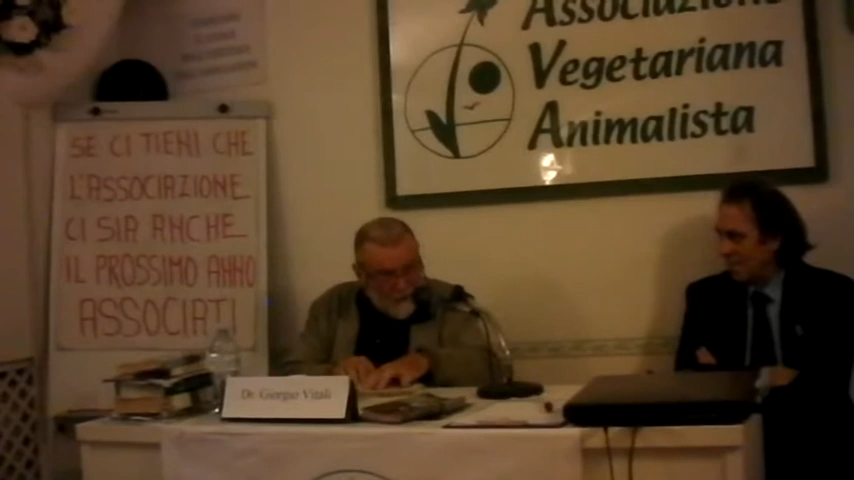 SE CI TIENI CHE
L'ASSOCIAZIONE
CI SIA ANCHE
IL PROSSIMO ANNO
ASSOCIATI
Associazione
Vegetariana
Animalista
Dr. Giorgio Vitali